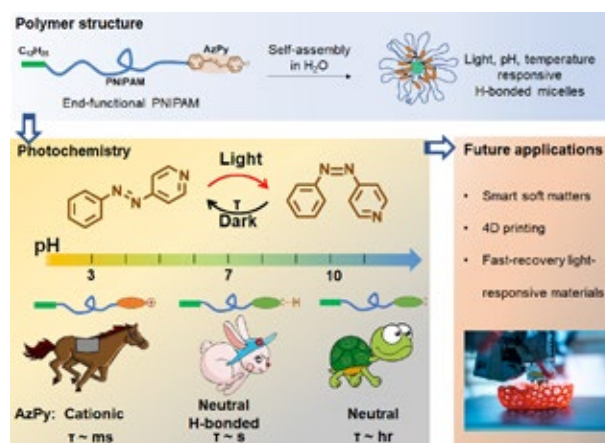 Polymer structure
C₁₂H₂₅
AzPy
PNIPAM
End-functional PNIPAM
Self-assembly
in H₂O
Light, pH, temperature
responsive
H-bonded micelles
Photochemistry
Light
τ
Dark
N
N
N
N=N
N
pH
3
7
10
H
AzPy: Cationic
τ ~ ms
Neutral
H-bonded
τ ~ s
Neutral
τ ~ hr
Future applications
• Smart soft matters
• 4D printing
• Fast-recovery light-
responsive materials